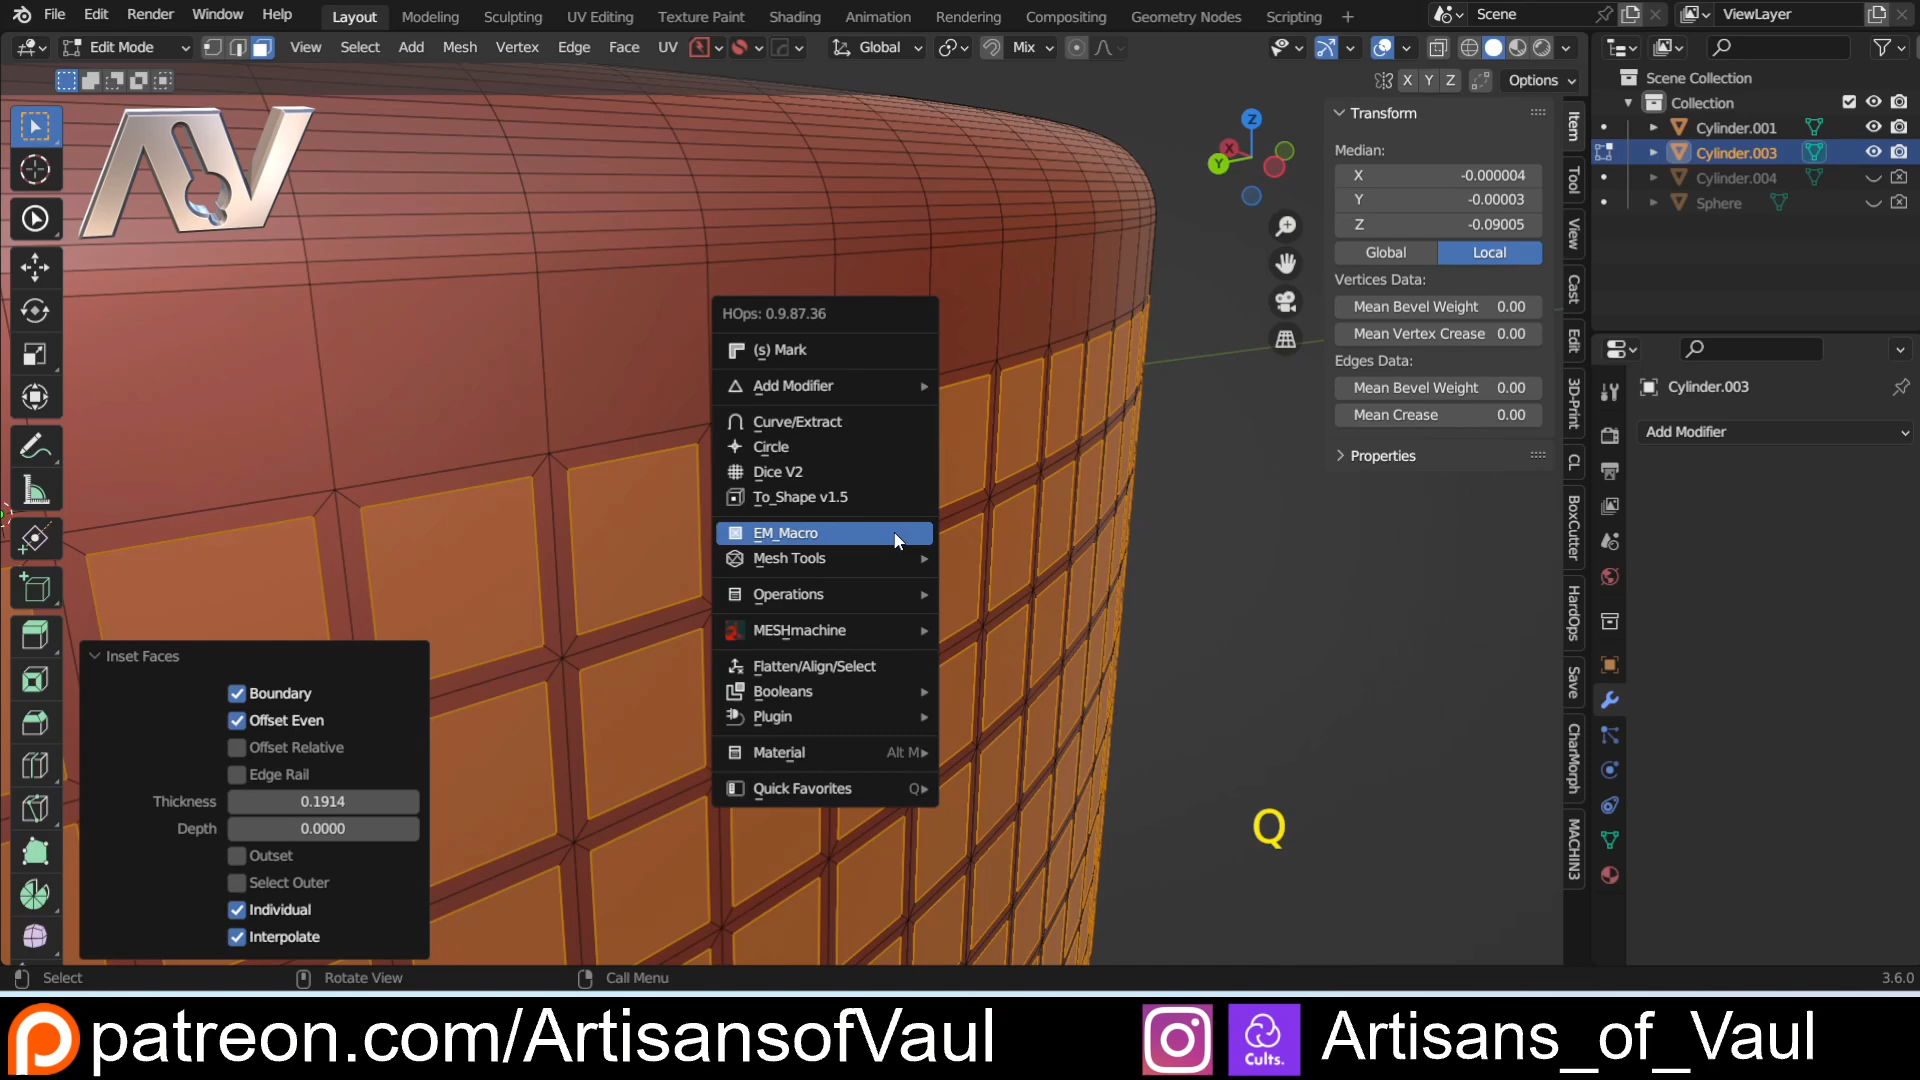 File Edit Render Window Help Layout Modeling Sculpting UV Editing Texture Paint Shading Animation Rendering Compositing Geometry Nodes Scripting + Scene ViewLayer
Edit Mode View Select Add Mesh Vertex Edge Face UV Global Mix
X Y Z Options
Scene Collection
Collection
Cylinder.001
Cylinder.003
Cylinder.004
Sphere
AV
Z
X
Y
Transform
Median:
X -0.000004
Y -0.00003
Z -0.09005
Global Local
Vertices Data:
Mean Bevel Weight 0.00
Mean Vertex Crease 0.00
Edges Data:
Mean Bevel Weight 0.00
Mean Crease 0.00
Properties
Item
Tool
View
Cast
Edit
3D-Print
CL
BoxCutter
HardOps
Save
CharMorph
MACHIN3
Cylinder.003
Add Modifier
HOps: 0.9.87.36
(s) Mark
Add Modifier
Curve/Extract
Circle
Dice V2
To_Shape v1.5
EM_Macro
Mesh Tools
Operations
MESHmachine
Flatten/Align/Select
Booleans
Plugin
Material Alt M
Quick Favorites Q
Inset Faces
Boundary
Offset Even
Offset Relative
Edge Rail
Thickness 0.1914
Depth 0.0000
Outset
Select Outer
Individual
Interpolate
Q
Select Rotate View Call Menu 3.6.0
patreon.com/ArtisansofVaul Cults. Artisans_of_Vaul